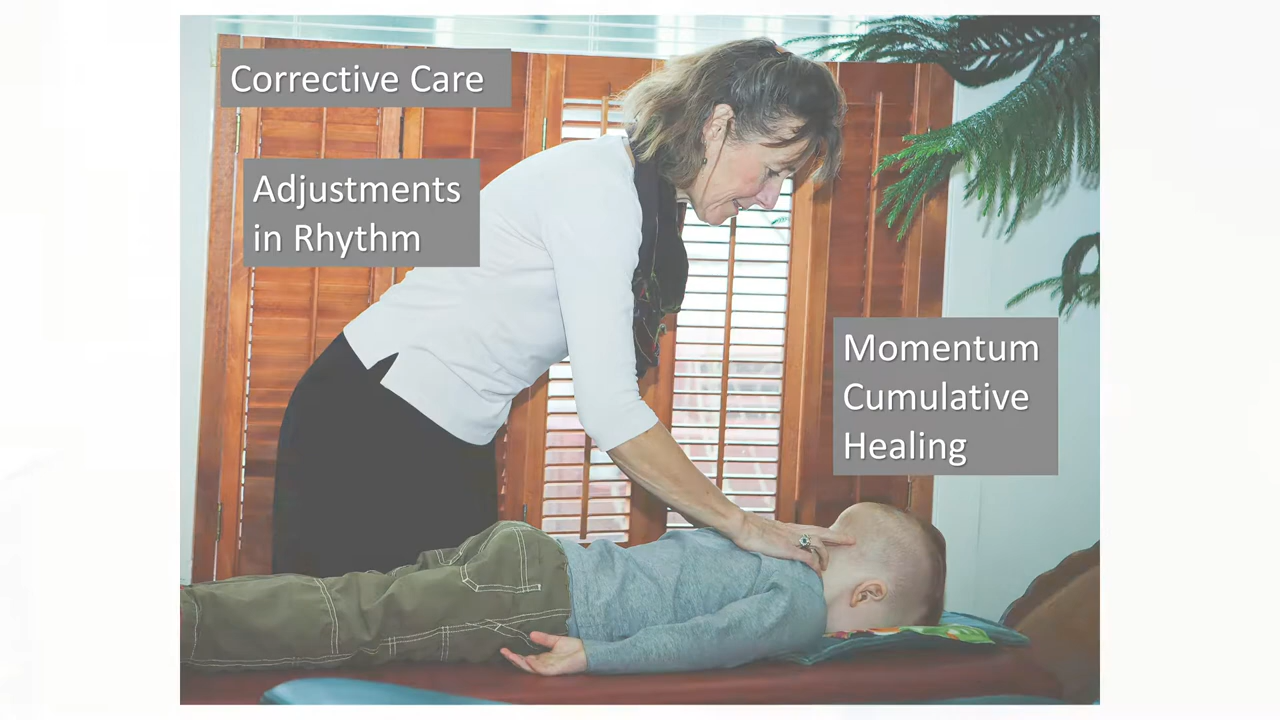 Corrective Care
Adjustments
in Rhythm
Momentum
Cumulative
Healing